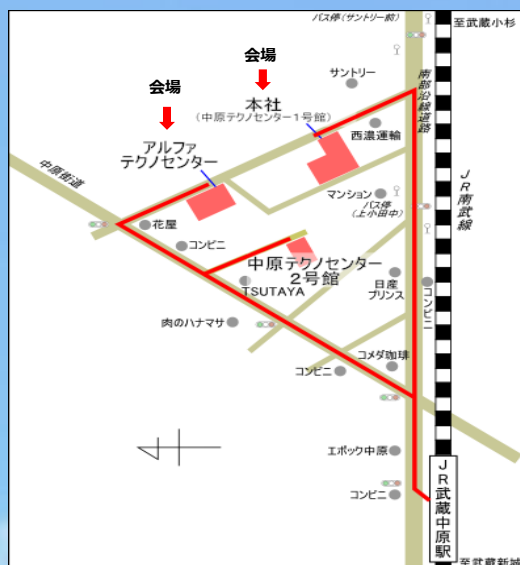 バス停（サントリー前）
至武蔵小杉
会場
会場
サントリー
南部沿線道路
本社
（中原テクノセンター１号館）
西濃運輸
アルファ
テクノセンター
中原街道
JR南武線
マンション
バス停
（上小田中）
花屋
コンビニ
中原テクノセンター
２号館
日産
プリンス
コンビニ
TSUTAYA
肉のハナマサ
コメダ珈琲
コンビニ
エポック中原
コンビニ
JR武蔵中原駅
至武蔵新城